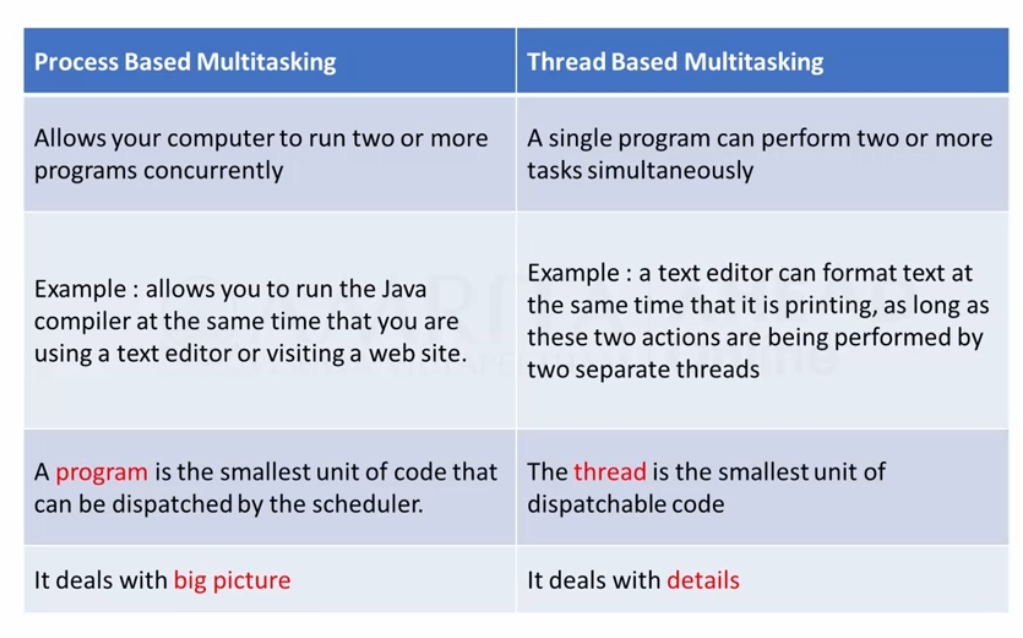 Process Based Multitasking
Thread Based Multitasking
Allows your computer to run two or more
programs concurrently
A single program can perform two or more
tasks simultaneously
Example : allows you to run the Java
compiler at the same time that you are
using a text editor or visiting a web site.
Example : a text editor can format text at
the same time that it is printing, as long as
these two actions are being performed by
two separate threads
A program is the smallest unit of code that
can be dispatched by the scheduler.
The thread is the smallest unit of
dispatchable code
It deals with big picture
It deals with details